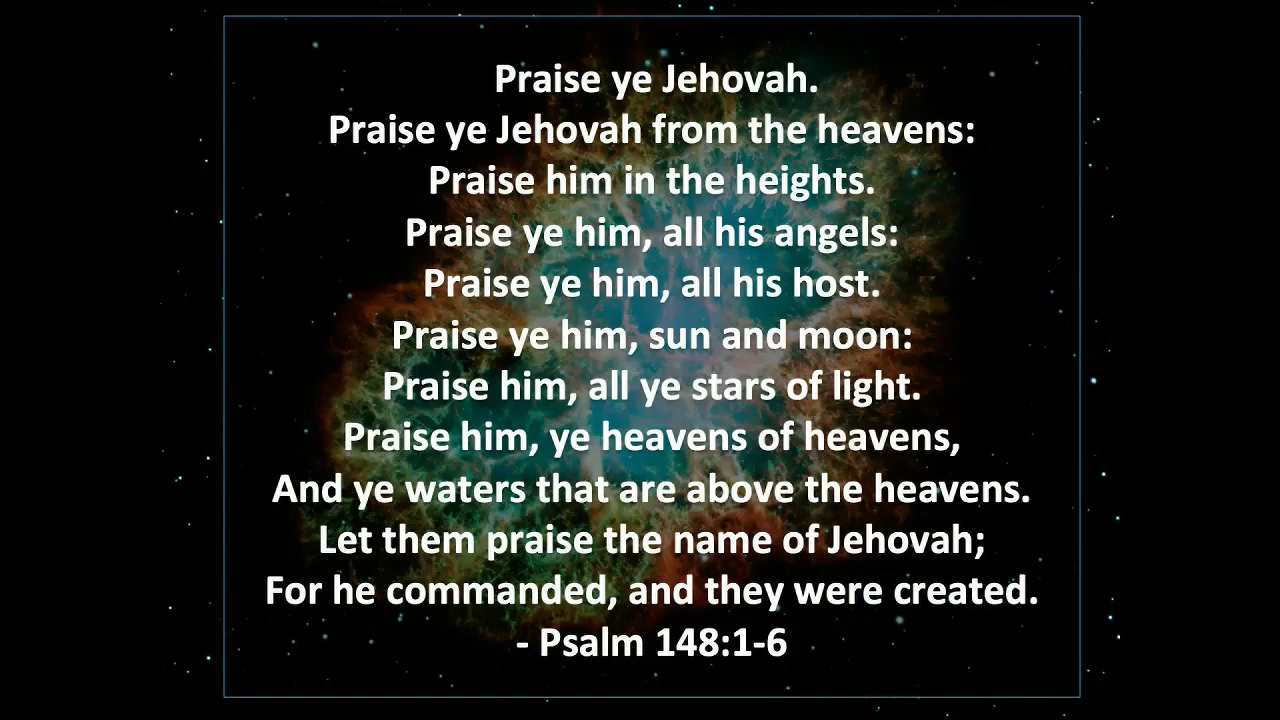 Praise ye Jehovah.
Praise ye Jehovah from the heavens:
Praise him in the heights.
Praise ye him, all his angels:
Praise ye him, all his host.
Praise ye him, sun and moon:
Praise him, all ye stars of light.
Praise him, ye heavens of heavens,
And ye waters that are above the heavens.
Let them praise the name of Jehovah;
For he commanded, and they were created.
- Psalm 148:1-6